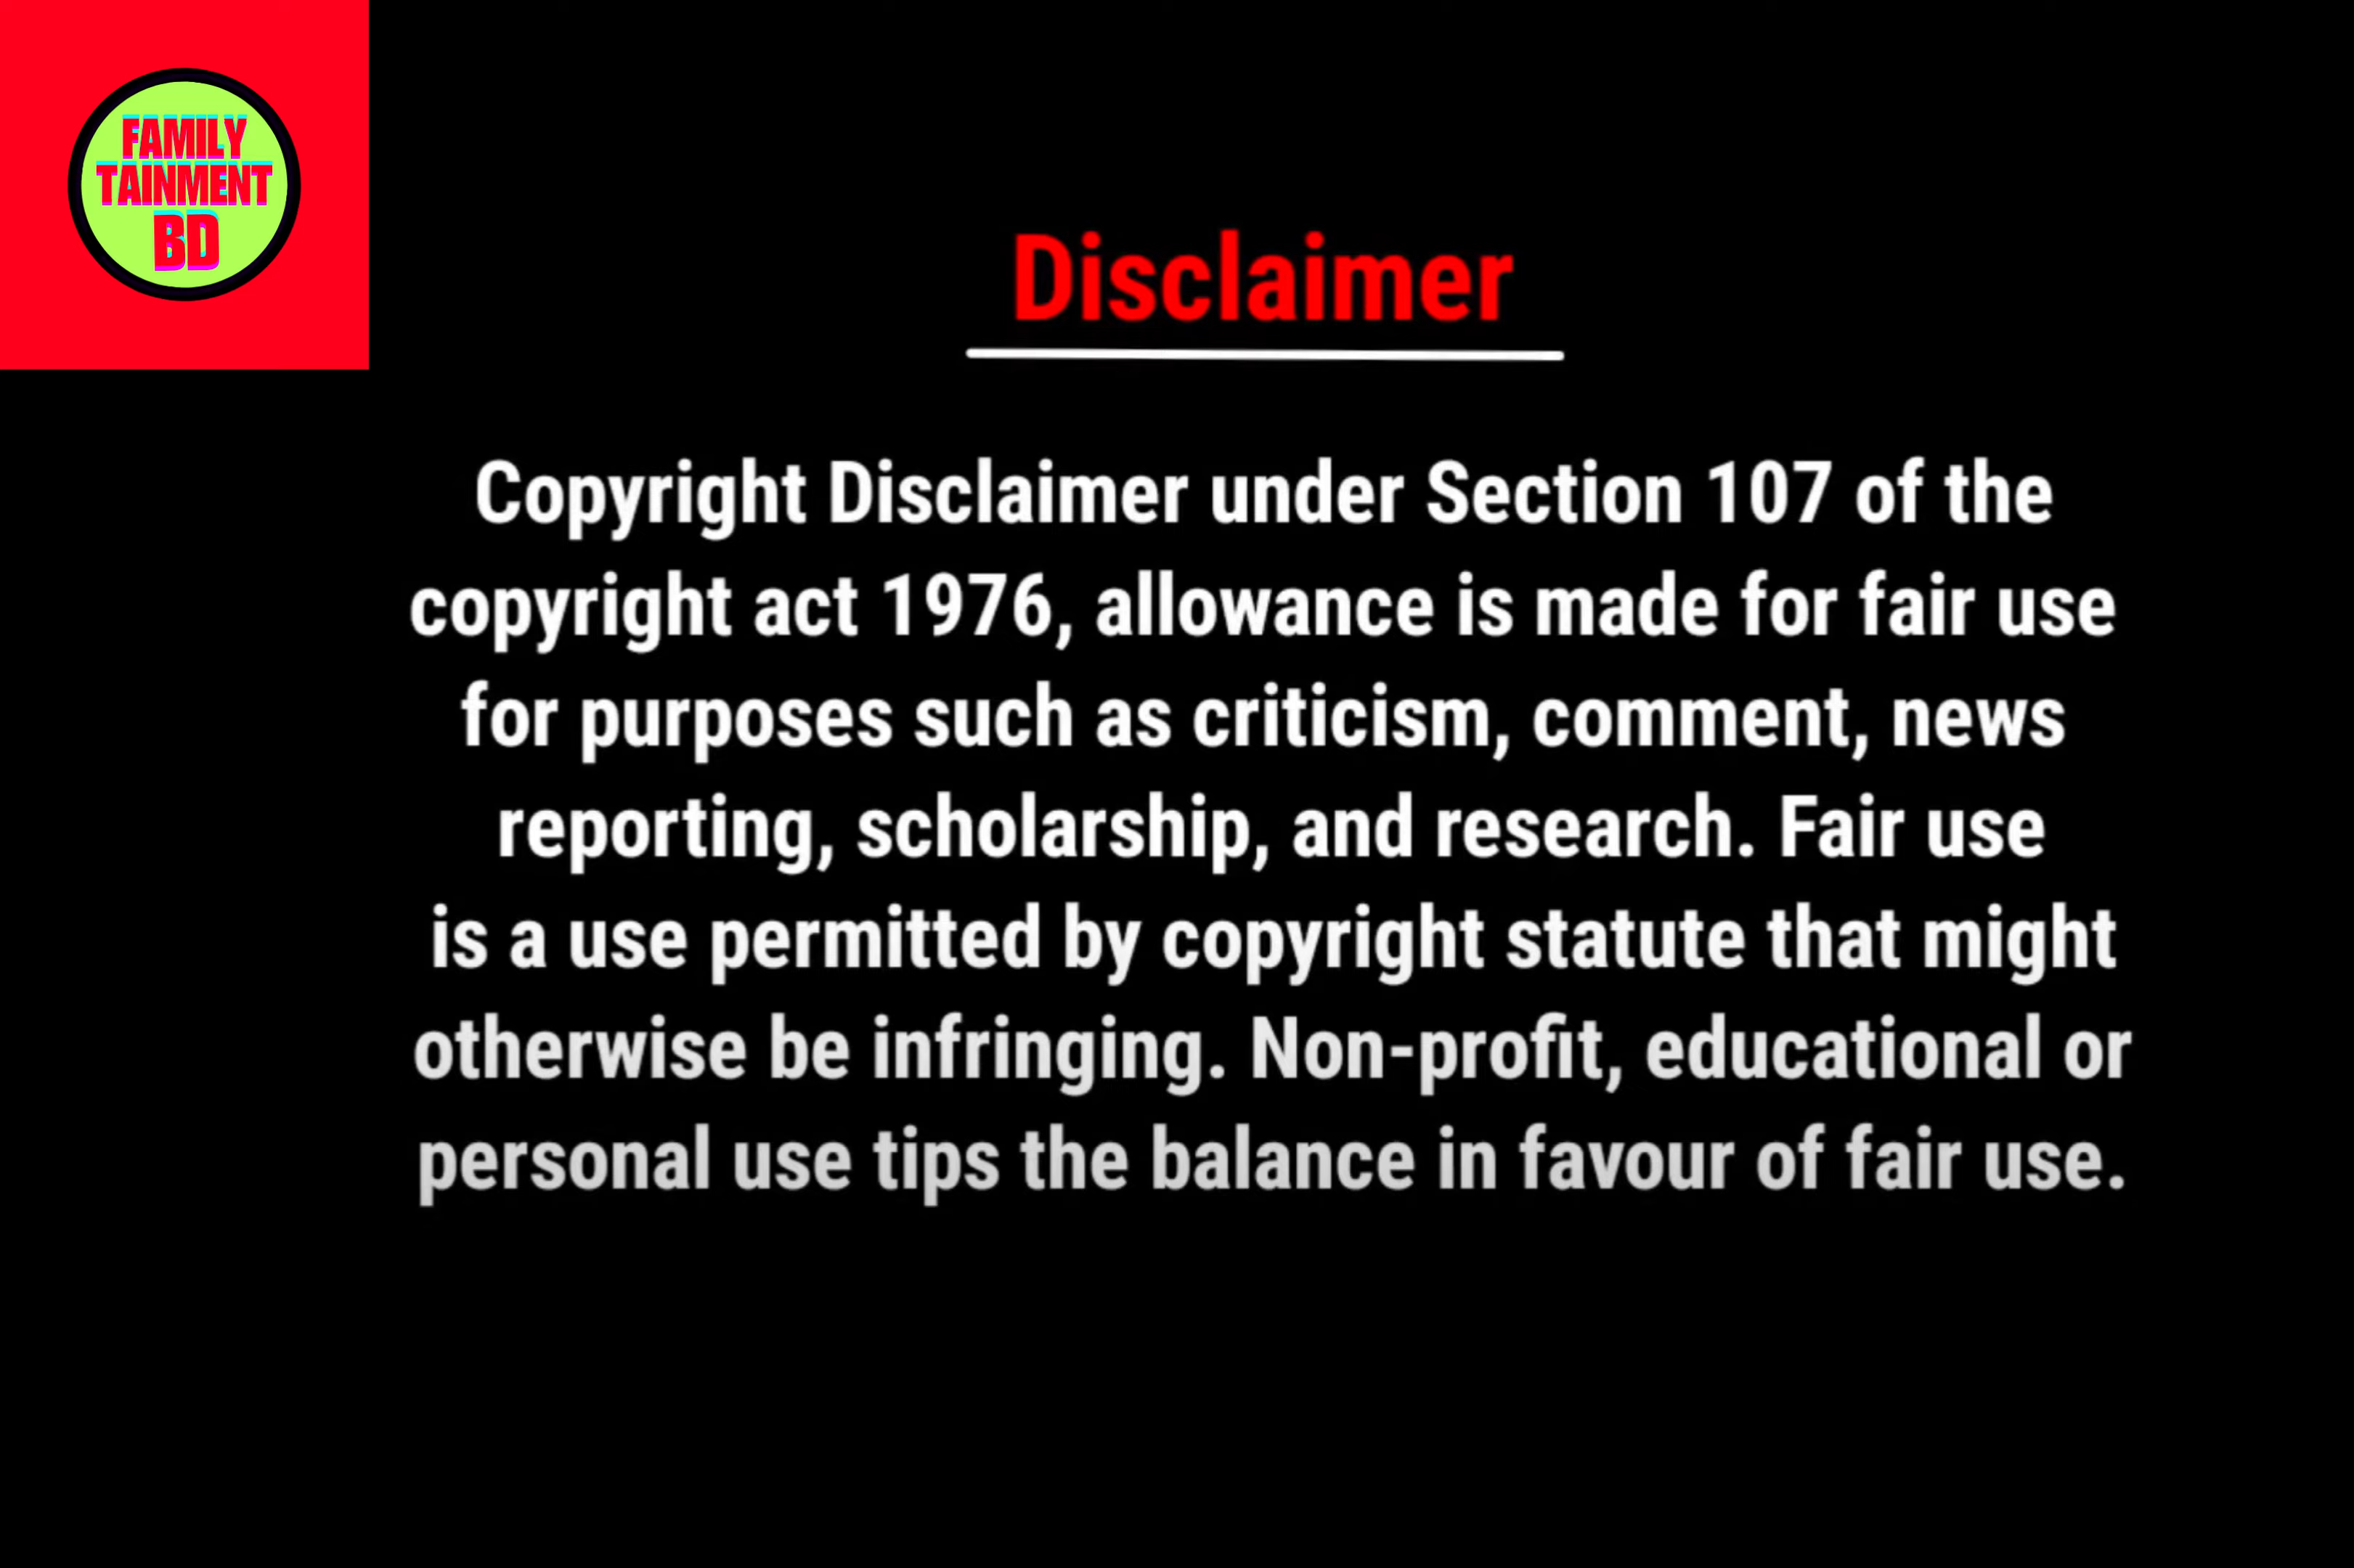 FAMILY
TAINMENT
BD
Disclaimer
Copyright Disclaimer under Section 107 of the
copyright act 1976, allowance is made for fair use
for purposes such as criticism, comment, news
reporting, scholarship, and research. Fair use
is a use permitted by copyright statute that might
otherwise be infringing. Non-profit, educational or
personal use tips the balance in favour of fair use.